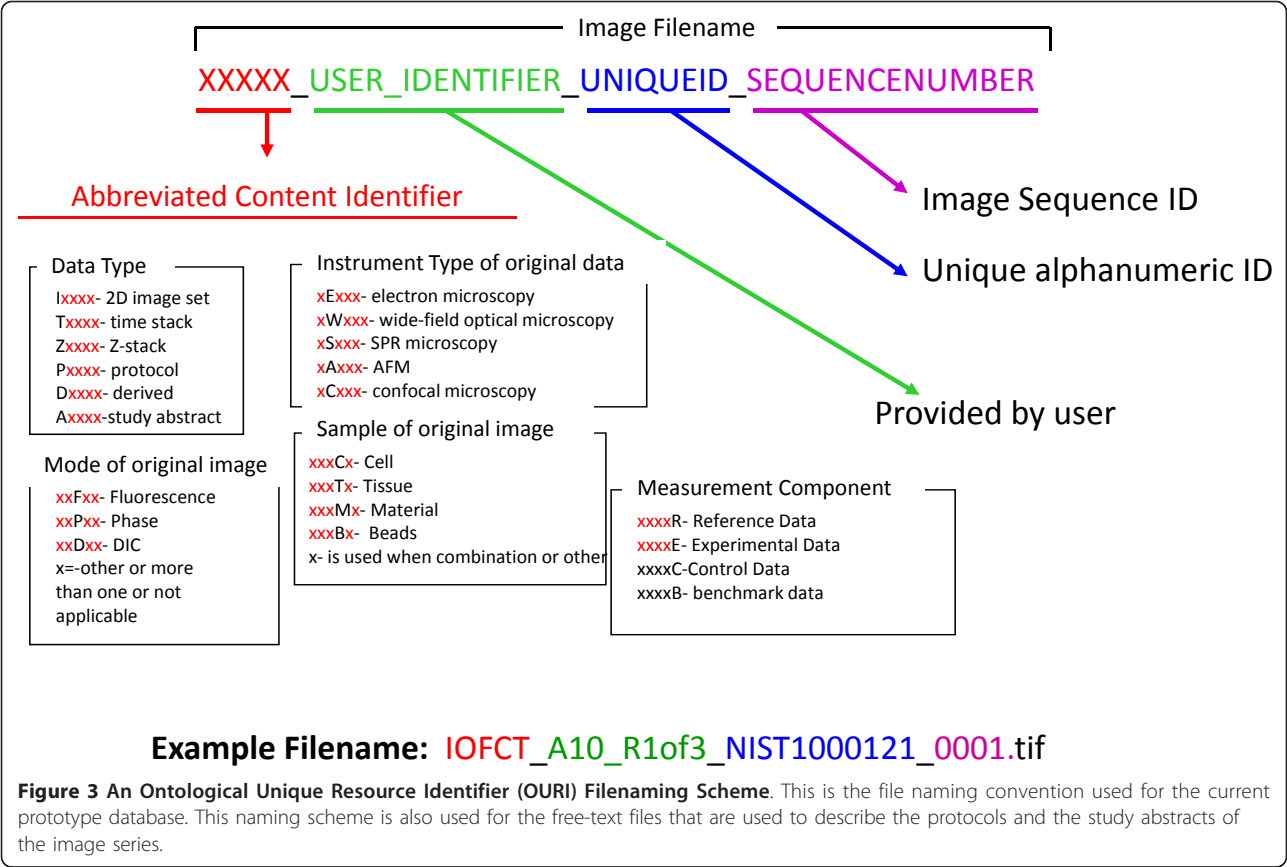 Image Filename
XXXXX_USER_IDENTIFIER_UNIQUEID_SEQUENCENUMBER
Abbreviated Content Identifier
Image Sequence ID
Unique alphanumeric ID
Provided by user
Data Type
Ixxxx- 2D image set
Txxxx- time stack
Zxxxx- Z-stack
Pxxxx- protocol
Dxxxx- derived
Axxxx-study abstract
Instrument Type of original data
xExxx- electron microscopy
xWxxx- wide-field optical microscopy
xSxxx- SPR microscopy
xAxxx- AFM
xCxxx- confocal microscopy
Mode of original image
xxFxx- Fluorescence
xxPxx- Phase
xxDxx- DIC
x=-other or more
than one or not
applicable
Sample of original image
xxxCx- Cell
xxxTx- Tissue
xxxMx- Material
xxxBx- Beads
x- is used when combination or other
Measurement Component
xxxxR- Reference Data
xxxxE- Experimental Data
xxxxC-Control Data
xxxxB- benchmark data
Example Filename: IOFCT_A10_R1of3_NIST1000121_0001.tif
Figure 3 An Ontological Unique Resource Identifier (OURI) Filenaming Scheme. This is the file naming convention used for the current
prototype database. This naming scheme is also used for the free-text files that are used to describe the protocols and the study abstracts of
the image series.